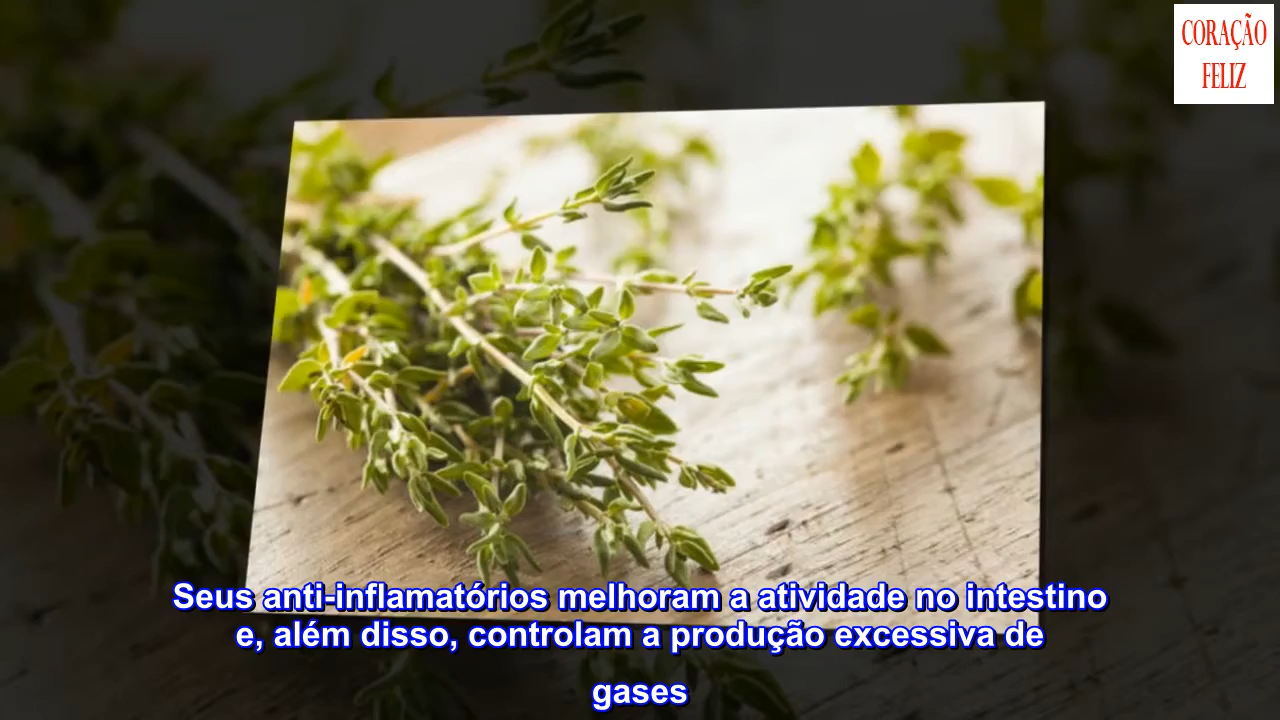 CORAÇÃO
FELIZ
Seus anti-inflamatórios melhoram a atividade no intestino
e, além disso, controlam a produção excessiva de
gases